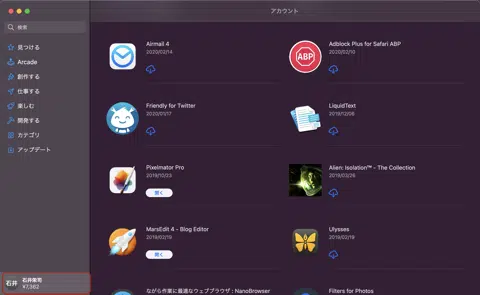 アカウント
検索
見つける
Arcade
創作する
仕事する
楽しむ
開発する
カテゴリ
アップデート
Airmail 4
2020/02/14
Adblock Plus for Safari ABP
2020/02/10
ABP
Friendly for Twitter
2020/01/17
LiquidText
2019/12/06
Pixelmator Pro
2019/10/23
開く
Alien: Isolation™ - The Collection
2019/03/26
MarsEdit 4 - Blog Editor
2019/02/19
開く
Ulysses
2019/02/19
ながら作業に最適なウェブブラウザ : NanoBrowser
Filters for Photos
石井
石井英男
¥7,362